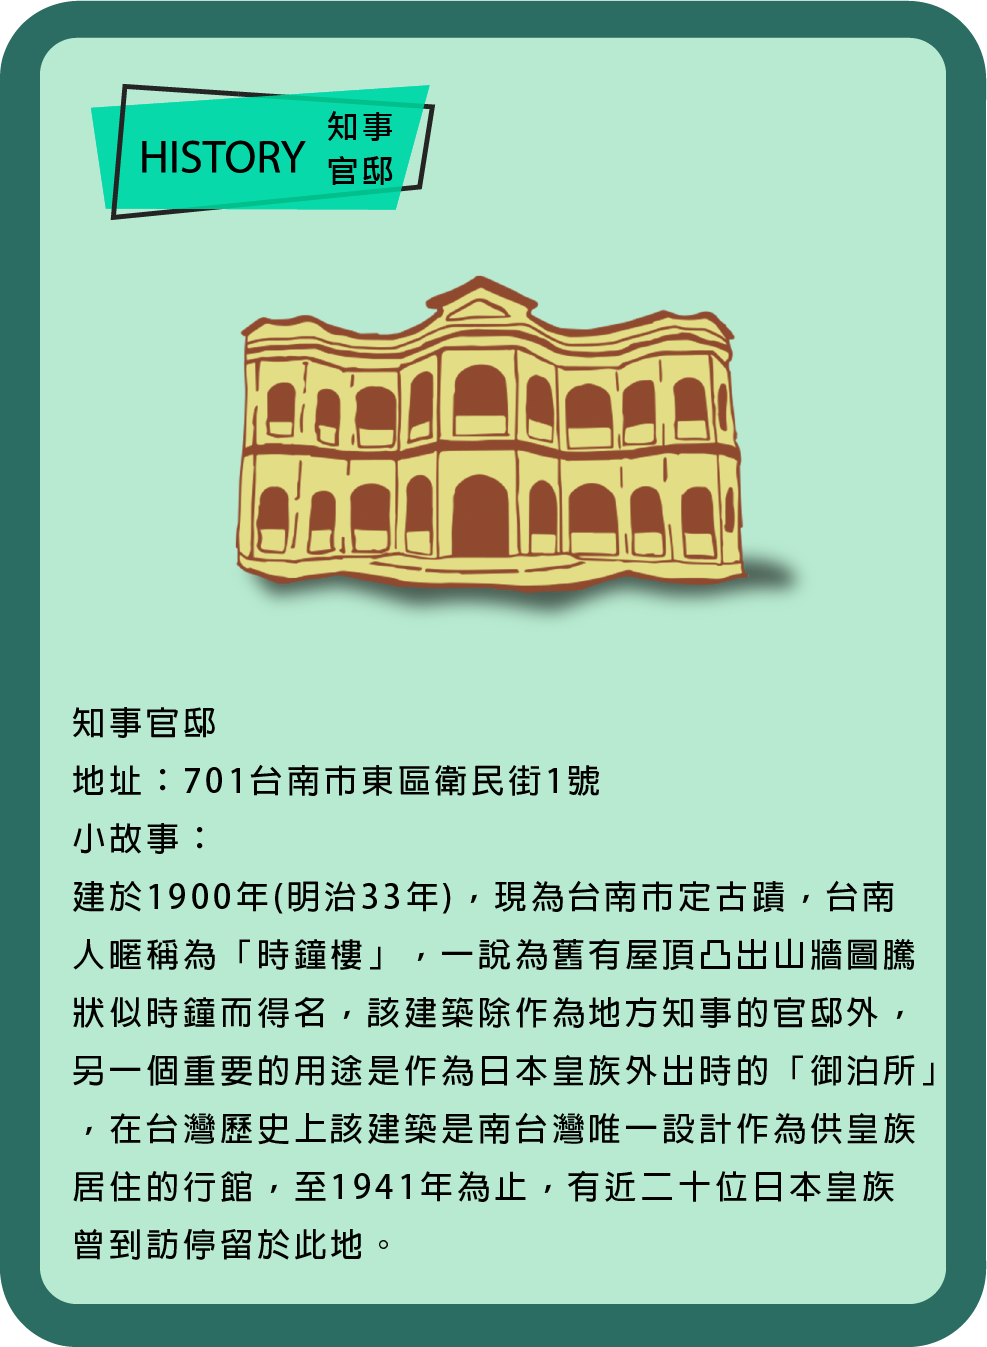 HISTORY 知事
官邸
知事官邸
地址：701台南市東區衛民街1號
小故事：
建於1900年(明治33年)，現為台南市定古蹟，台南
人暱稱為「時鐘樓」，一說為舊有屋頂凸出山牆圖騰
狀似時鐘而得名，該建築除作為地方知事的官邸外，
另一個重要的用途是作為日本皇族外出時的「御泊所」
，在台灣歷史上該建築是南台灣唯一設計作為供皇族
居住的行館，至1941年為止，有近二十位日本皇族
曾到訪停留於此地。